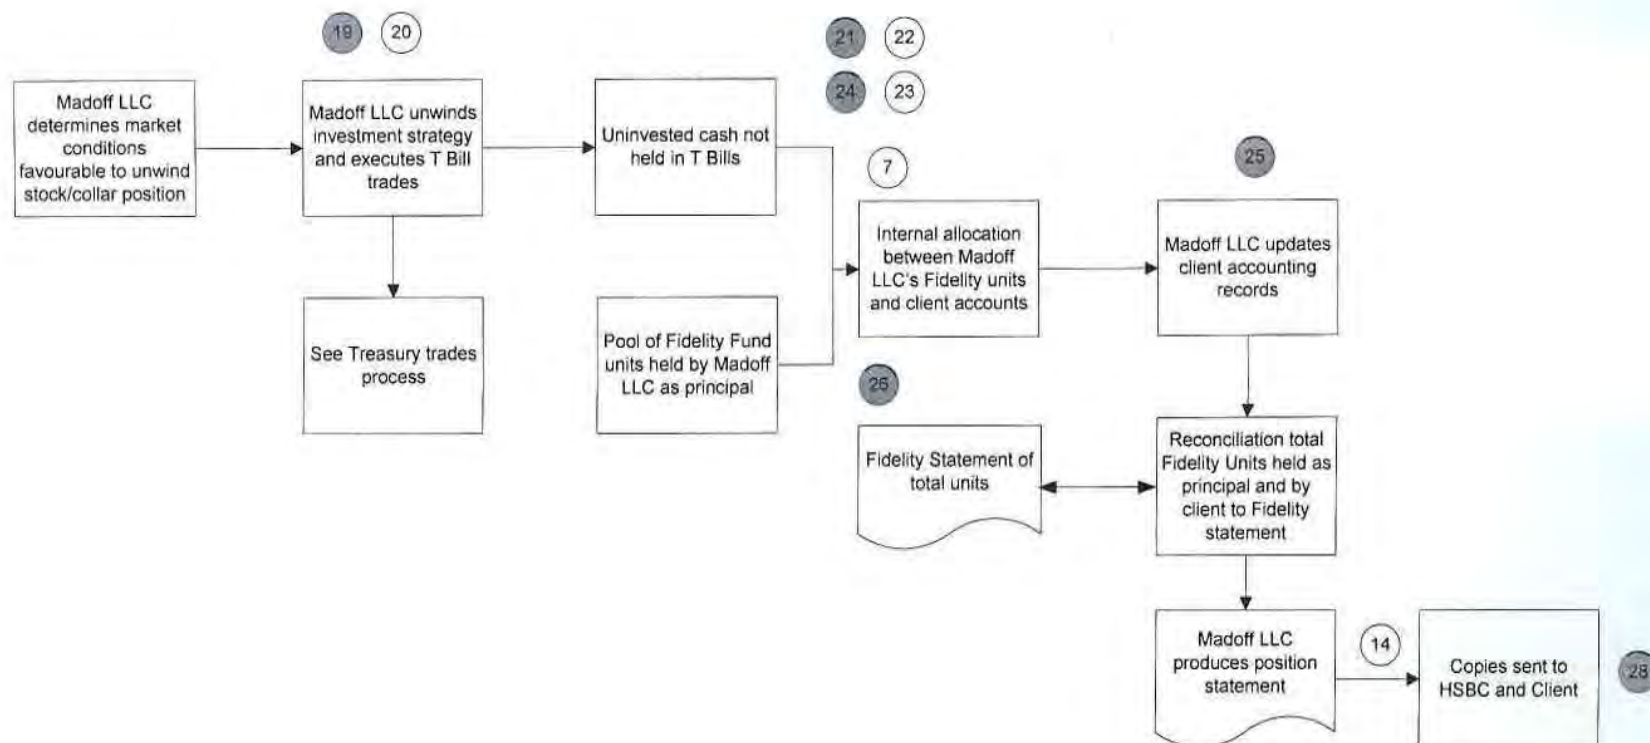 19 20
21 22
24 23
Madoff LLC
determines market
conditions
favourable to unwind
stock/collar position
Madoff LLC unwinds
investment strategy
and executes T Bill
trades
Uninvested cash not
held in T Bills
7
25
Internal allocation
between Madoff
LLC's Fidelity units
and client accounts
Madoff LLC updates
client accounting
records
See Treasury trades
process
Pool of Fidelity Fund
units held by Madoff
LLC as principal
26
Fidelity Statement of
total units
Reconciliation total
Fidelity Units held as
principal and by
client to Fidelity
statement
Madoff LLC
produces position
statement
14
Copies sent to
HSBC and Client
28